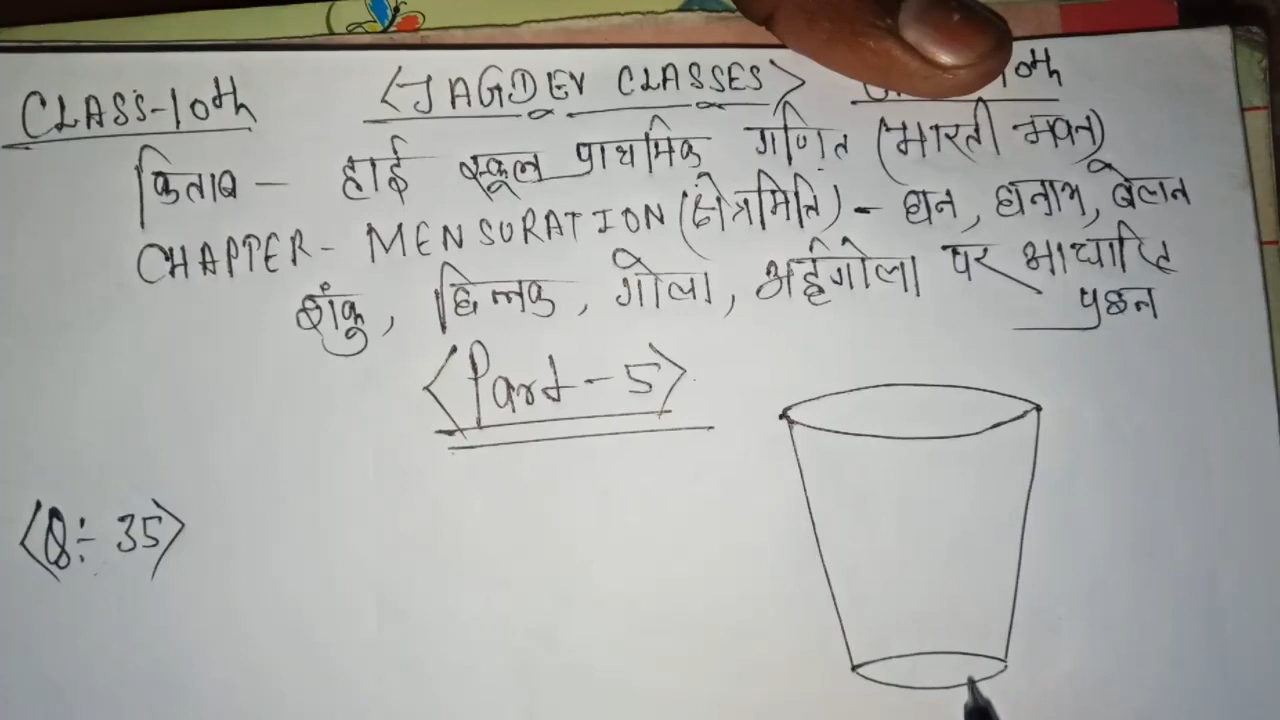 CLASS-10th <JAGDEV CLASSES> 10th
किताब - हाई स्कूल प्राथमिक गणित (भारती भवन)
CHAPTER - MENSURATION (क्षेत्रमिति) - घन, घनाभ, बेलन
शंकु, छिन्नक, गोला, अर्द्धगोला पर आधारित
प्रश्न
<Part-5>
<Q÷ 35>